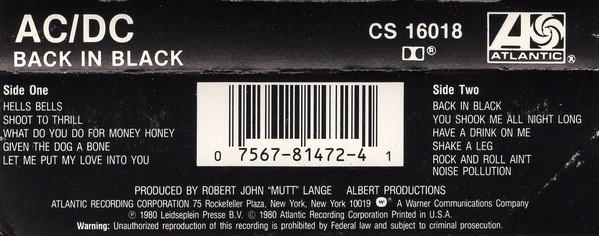 AC/DC
BACK IN BLACK
CS 16018
ATLANTIC®
Side One
HELLS BELLS
SHOOT TO THRILL
WHAT DO YOU DO FOR MONEY HONEY
GIVEN THE DOG A BONE
LET ME PUT MY LOVE INTO YOU
0 7567-81472-4 1
Side Two
BACK IN BLACK
YOU SHOOK ME ALL NIGHT LONG
HAVE A DRINK ON ME
SHAKE A LEG
ROCK AND ROLL AIN'T
NOISE POLLUTION
PRODUCED BY ROBERT JOHN "MUTT" LANGE ALBERT PRODUCTIONS
ATLANTIC RECORDING CORPORATION 75 Rockefeller Plaza, New York, New York 10019 A Warner Communications Company
℗ 1980 Leidseplein Presse B.V. © 1980 Atlantic Recording Corporation Printed in U.S.A.
Warning: Unauthorized reproduction of this recording is prohibited by Federal law and subject to criminal prosecution.